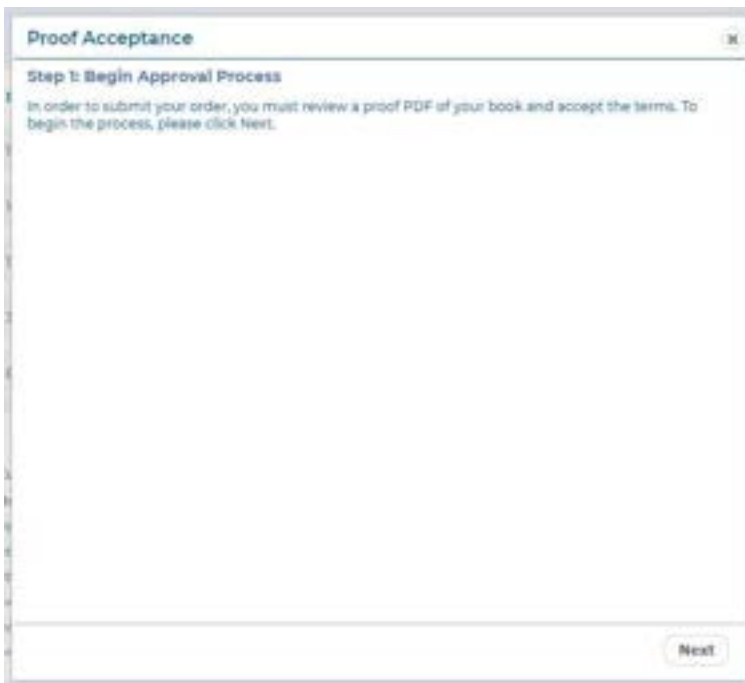 Proof Acceptance
Step 1: Begin Approval Process
In order to submit your order, you must review a proof PDF of your book and accept the terms. To
begin the process, please click Next.
Next